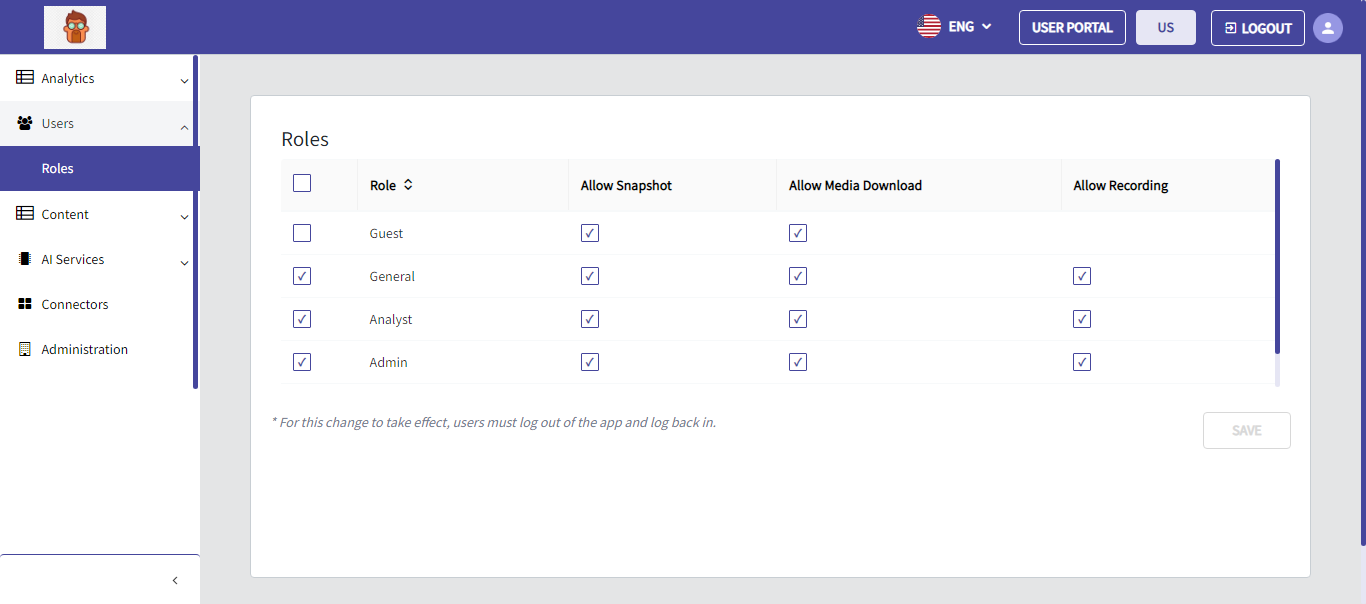 ENG
USER PORTAL
US
LOGOUT
Analytics
Users
Roles
Content
AI Services
Connectors
Administration
Roles
Role Allow Snapshot Allow Media Download Allow Recording
Guest
General
Analyst
Admin
* For this change to take effect, users must log out of the app and log back in.
SAVE